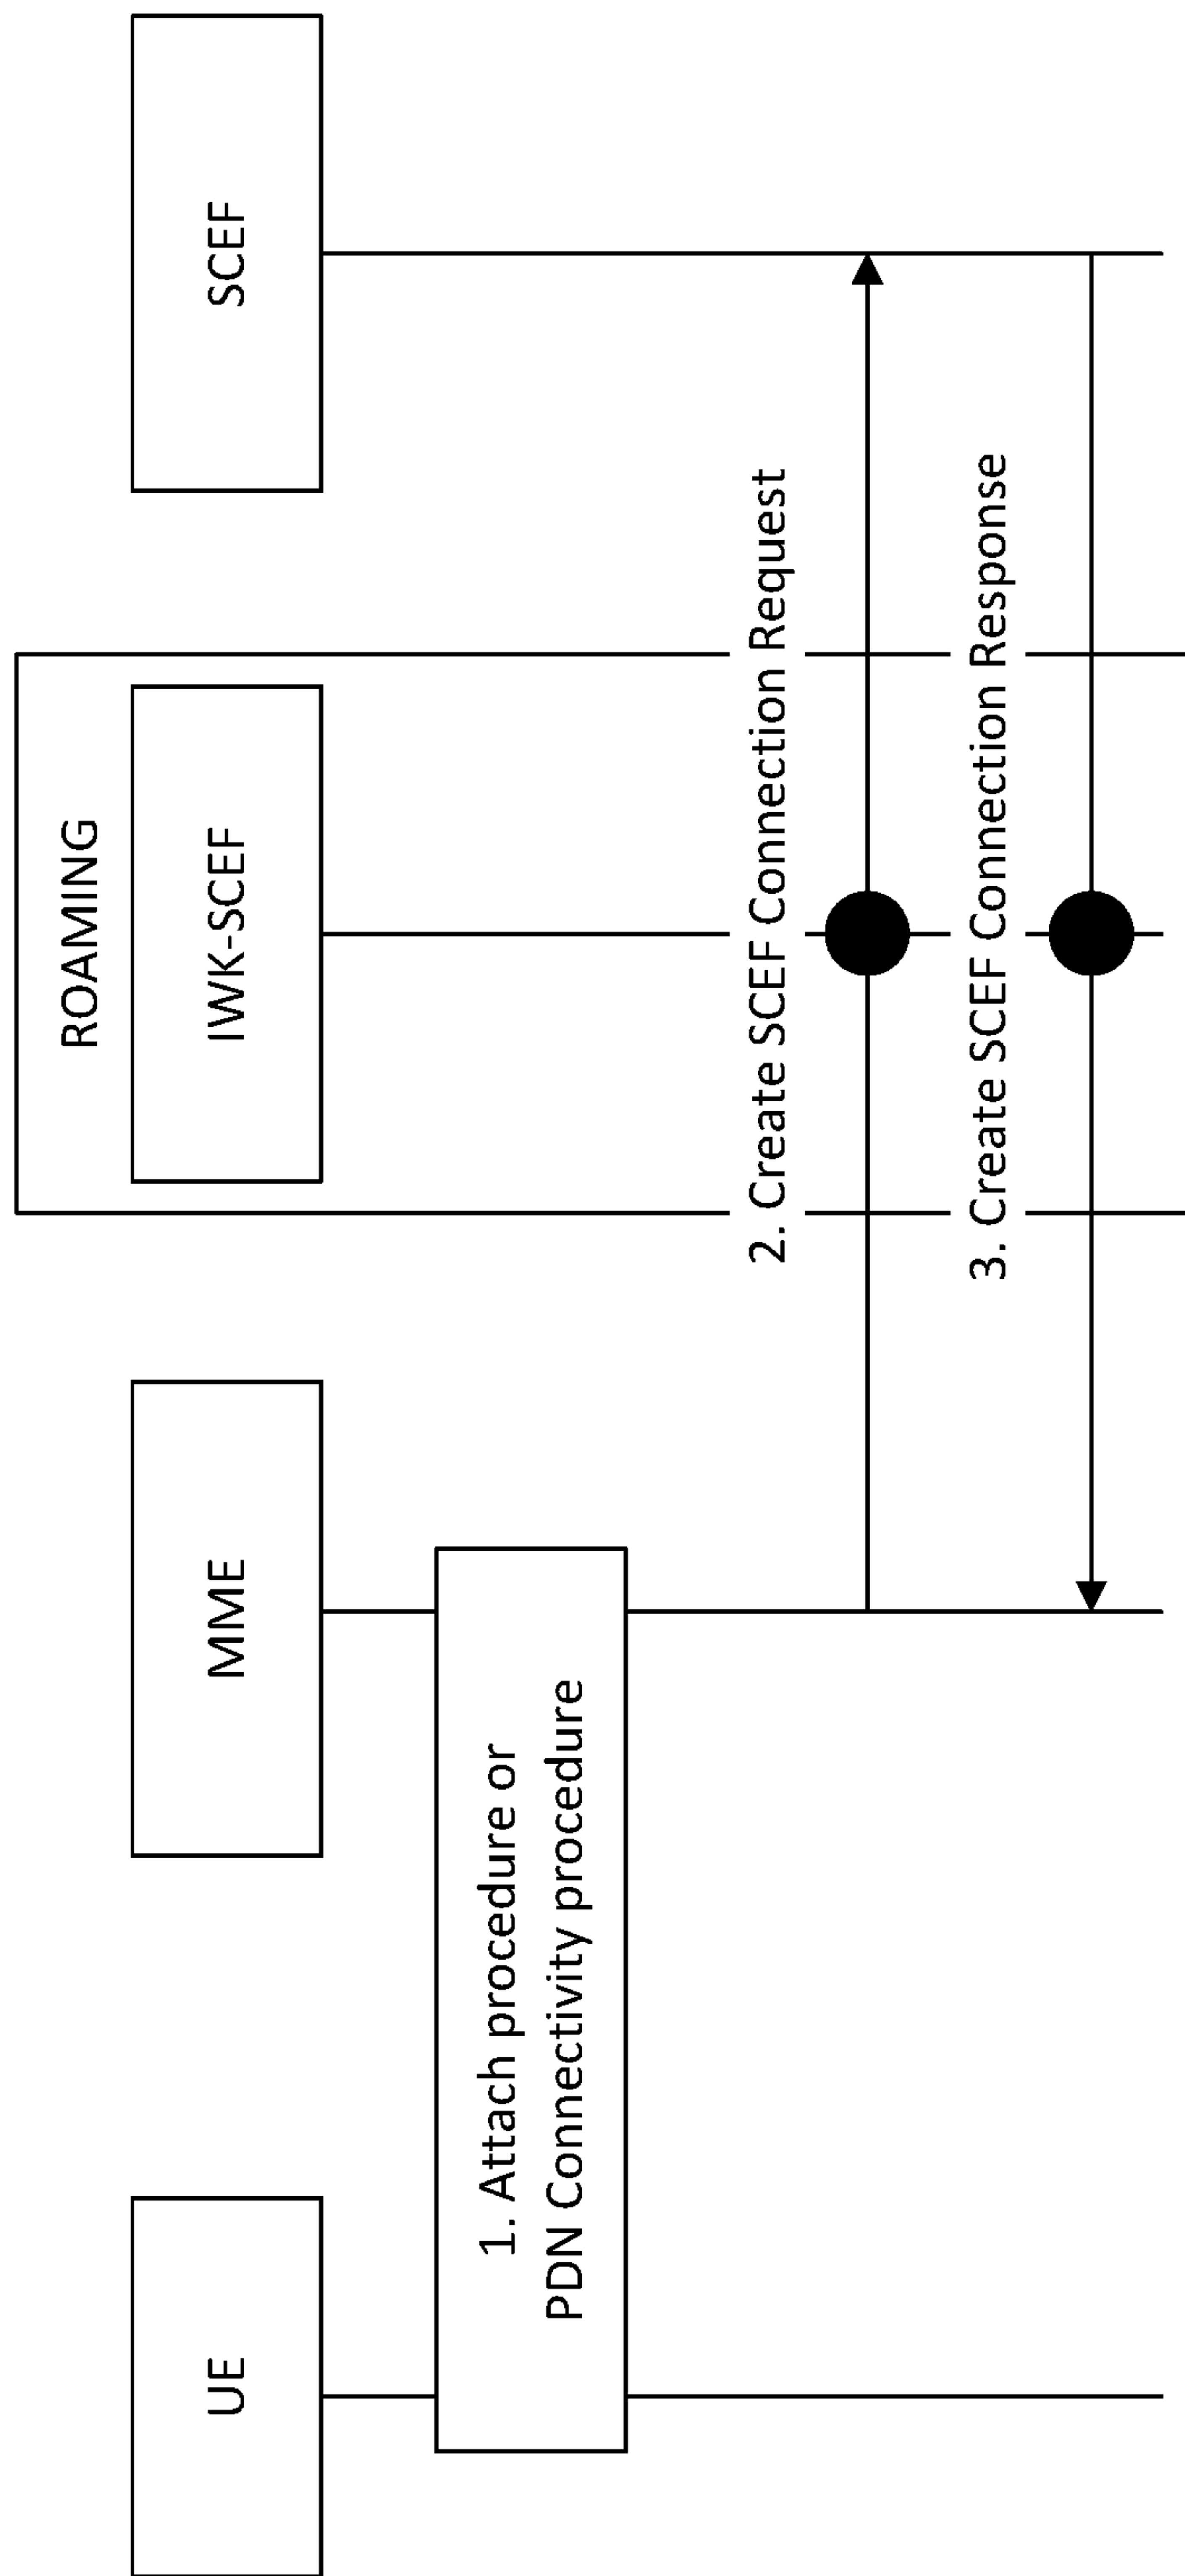 ROAMING
UE
MME
IWK-SCEF
SCEF
1. Attach procedure or
PDN Connectivity procedure
2. Create SCEF Connection Request
3. Create SCEF Connection Response